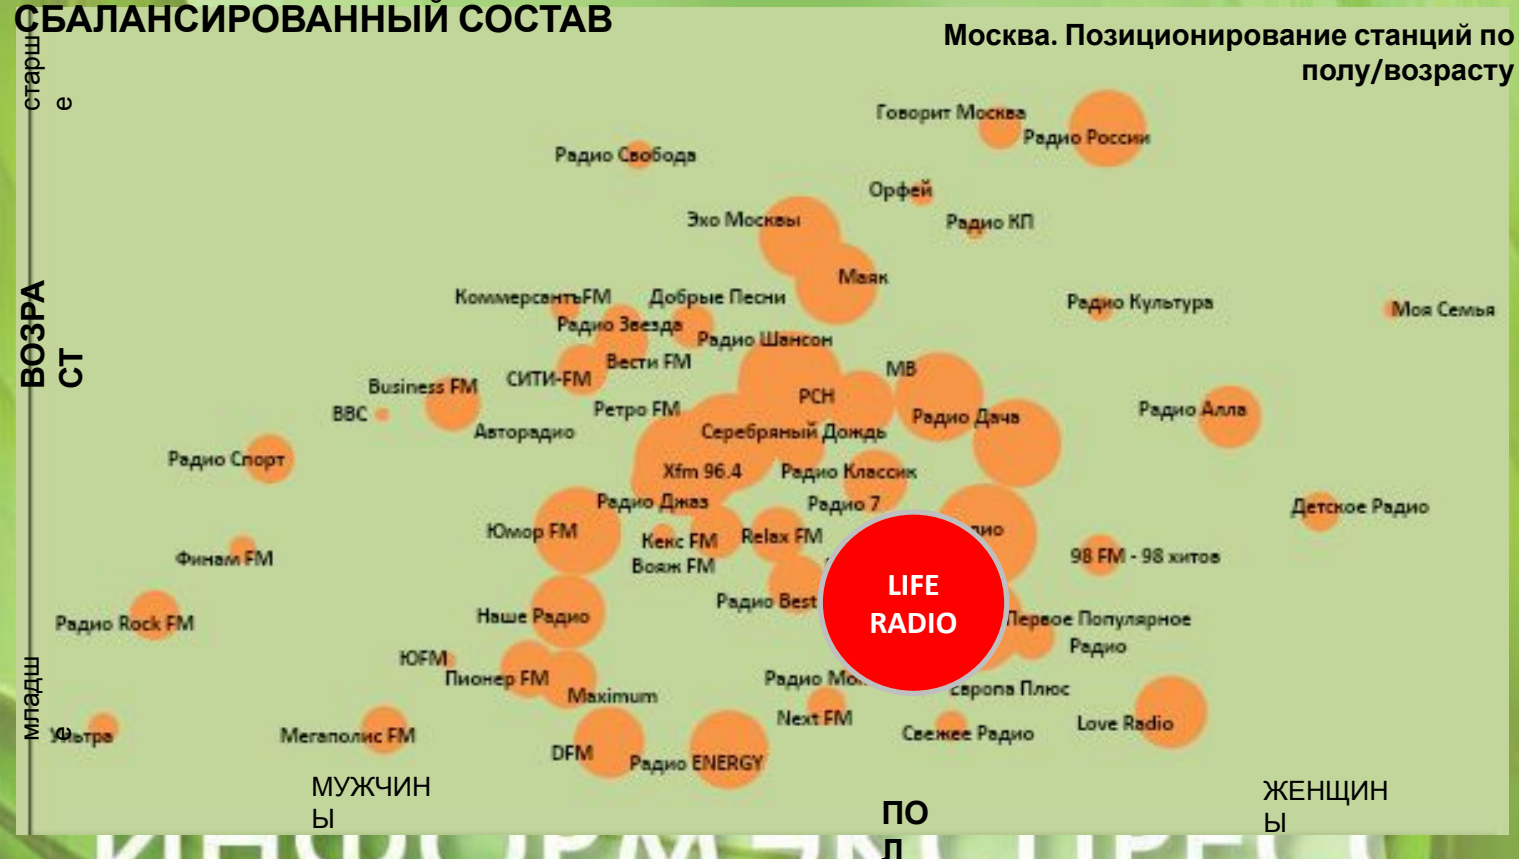 СБАЛАНСИРОВАННЫЙ СОСТАВ
Москва. Позиционирование станций по
полу/возрасту
старш
е
Говорит Москва
Радио России
Радио Свобода
Орфей
Эхо Москвы
Радио КП
Маяк
КоммерсантъFM
Добрые Песни
Радио Культура
Моя Семья
Радио Звезда
Радио Шансон
ВОЗРА
СТ
Вести FM
МВ
СИТИ-FM
Business FM
РСН
BBC
Ретро FM
Радио Дача
Радио Алла
Авторадио
Серебряный Дождь
Радио Спорт
Xfm 96.4
Радио Классик
Радио Джаз
Радио 7
Детское Радио
Юмор FM
Кекс FM
Relax FM
Финам FM
Вояж FM
98 FM - 98 хитов
LIFE
RADIO
Радио Best
Наше Радио
Радио Rock FM
Первое Популярное
Радио
ЮFM
Пионер FM
Радио
Maximum
Европа Плюс
младш
е
Next FM
Love Radio
Ультра
Мегаполис FM
Свежее Радио
DFM
Радио ENERGY
МУЖЧИН
Ы
ПО
Л
ЖЕНЩИН
Ы
ИНФОРМЭКСПРЕСС